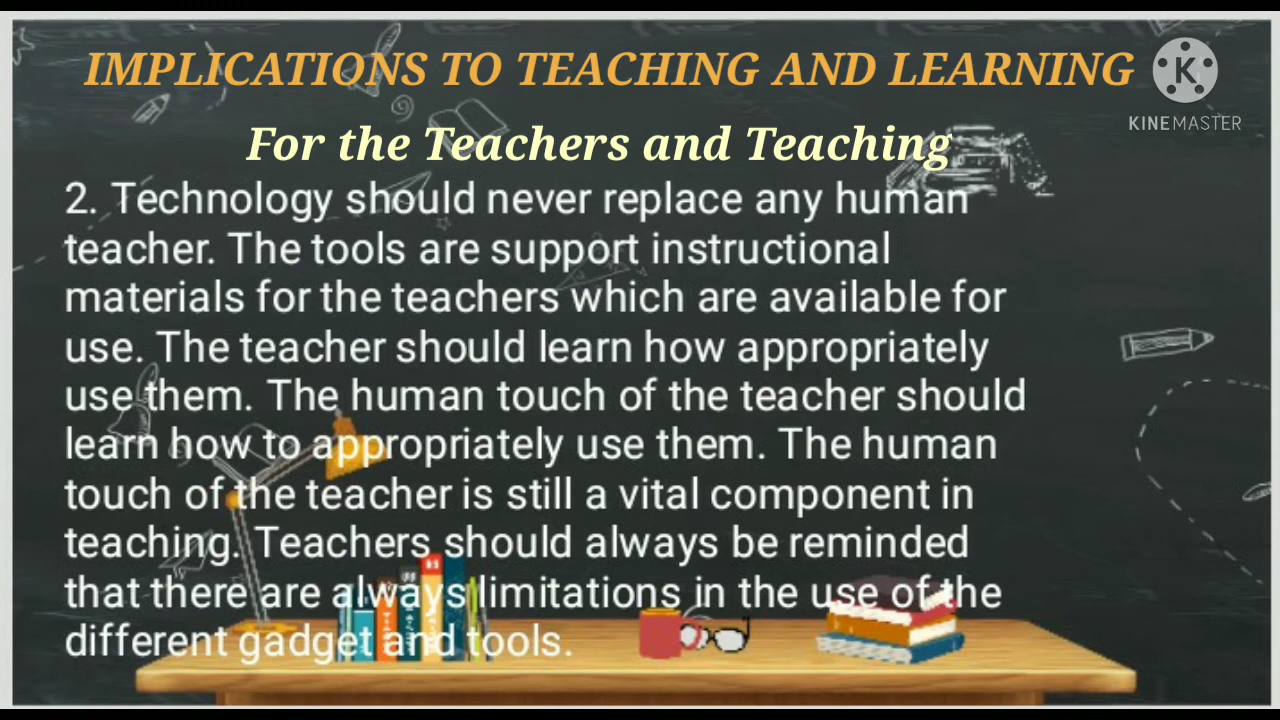 IMPLICATIONS TO TEACHING AND LEARNING
K
KINEMASTER
For the Teachers and Teaching
2. Technology should never replace any human
teacher. The tools are support instructional
materials for the teachers which are available for
use. The teacher should learn how appropriately
use them. The human touch of the teacher should
learn how to appropriately use them. The human
touch of the teacher is still a vital component in
teaching. Teachers should always be reminded
that there are always limitations in the use of the
different gadget and tools.